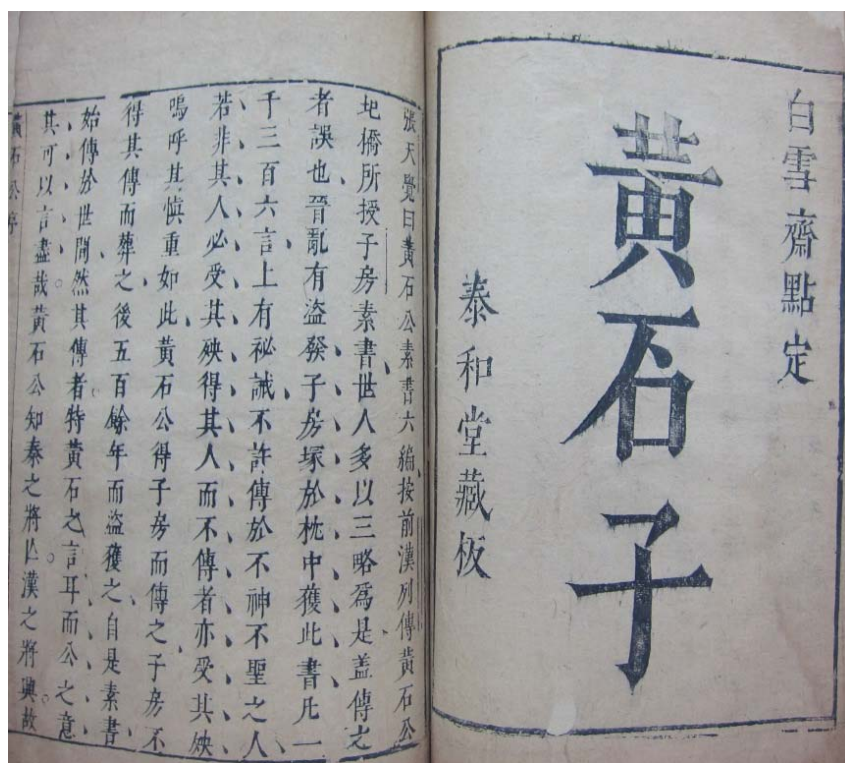 白雪齋點定
黃石子
泰和堂藏板
張天覺曰黃石公素書六編按前漢列傳黃石公
圯橋所授子房素書世人多以三略爲是盖傳之
者誤也晉亂有盜發子房塚於枕中獲此書凡一
千三百六言上有祕誡不許傳於不神不聖之人
若非其人必受其殃得其人而不傳者亦受其殃
嗚呼其慎重如此黃石公得子房而傳之子房不
得其傳而葬之後五百餘年而盜獲之自是素書
始傳於世間然其傳者特黃石之言耳而公之意
其可以言盡哉黃石公知秦之將亾漢之將興故
黃石公序